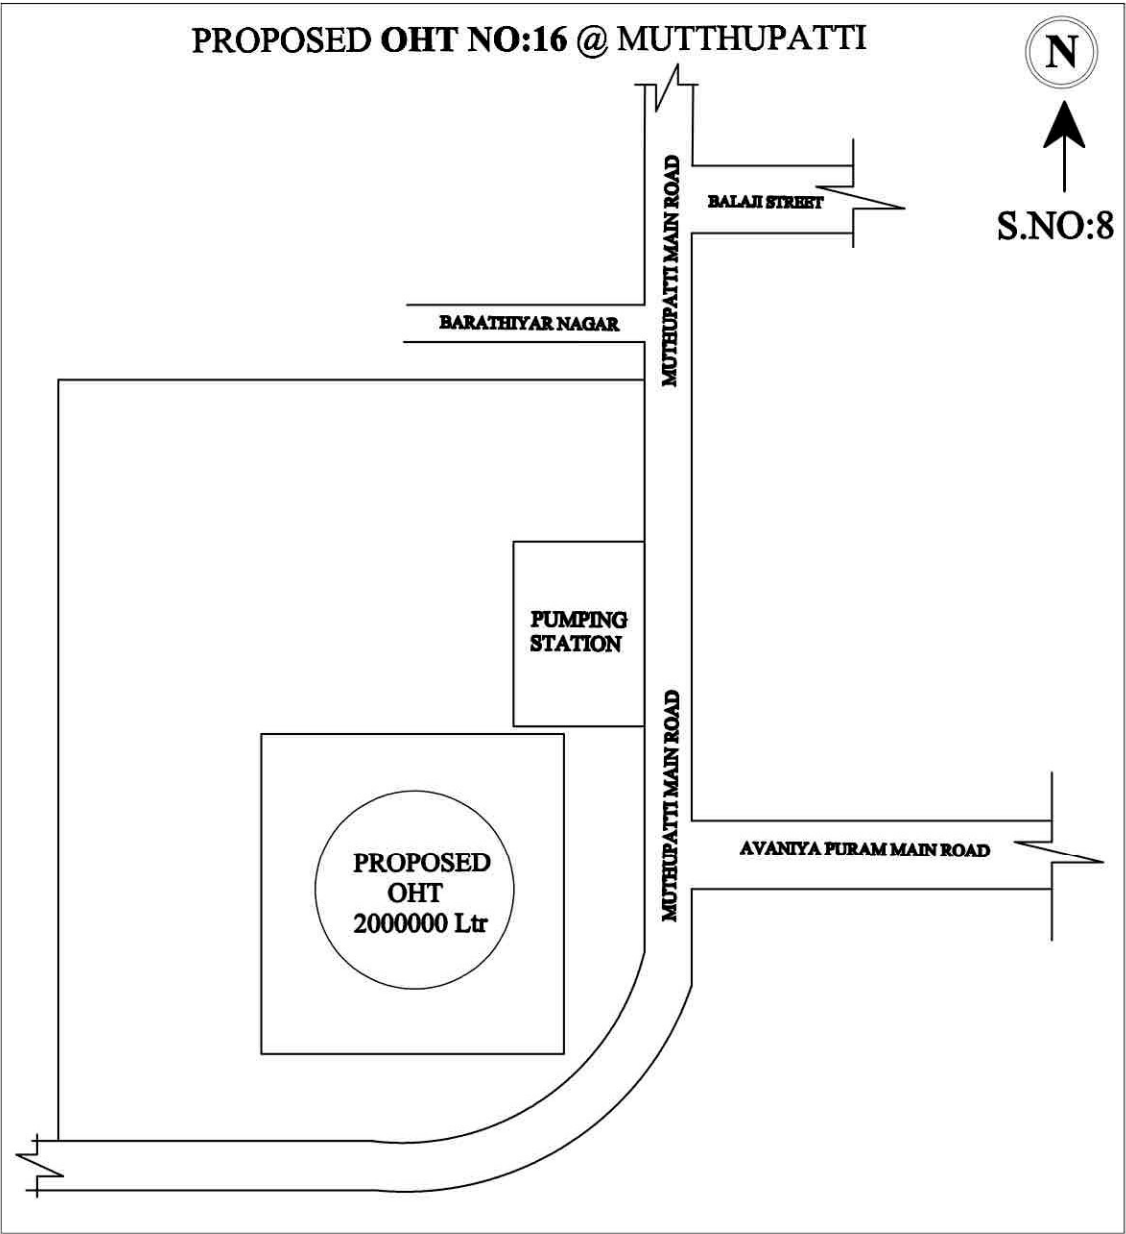 PROPOSED OHT NO:16 @ MUTTHUPATTI
N
S.NO:8
MUTHUPATTI MAIN ROAD
BALAJI STREET
BARATHIYAR NAGAR
PUMPING
STATION
MUTHUPATTI MAIN ROAD
AVANIYA PURAM MAIN ROAD
PROPOSED
OHT
2000000 Ltr